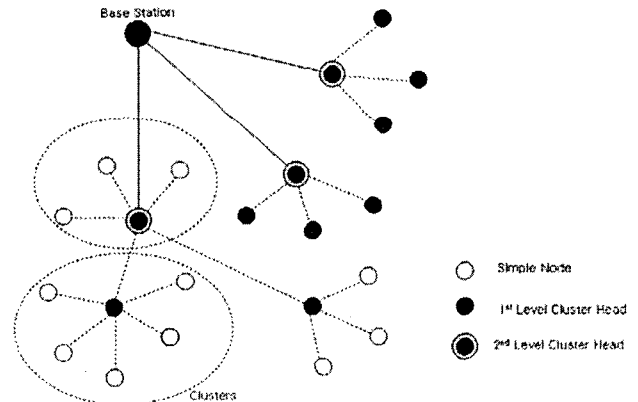 Base Station
Simple Node
1st Level Cluster Head
2nd Level Cluster Head
Clusters